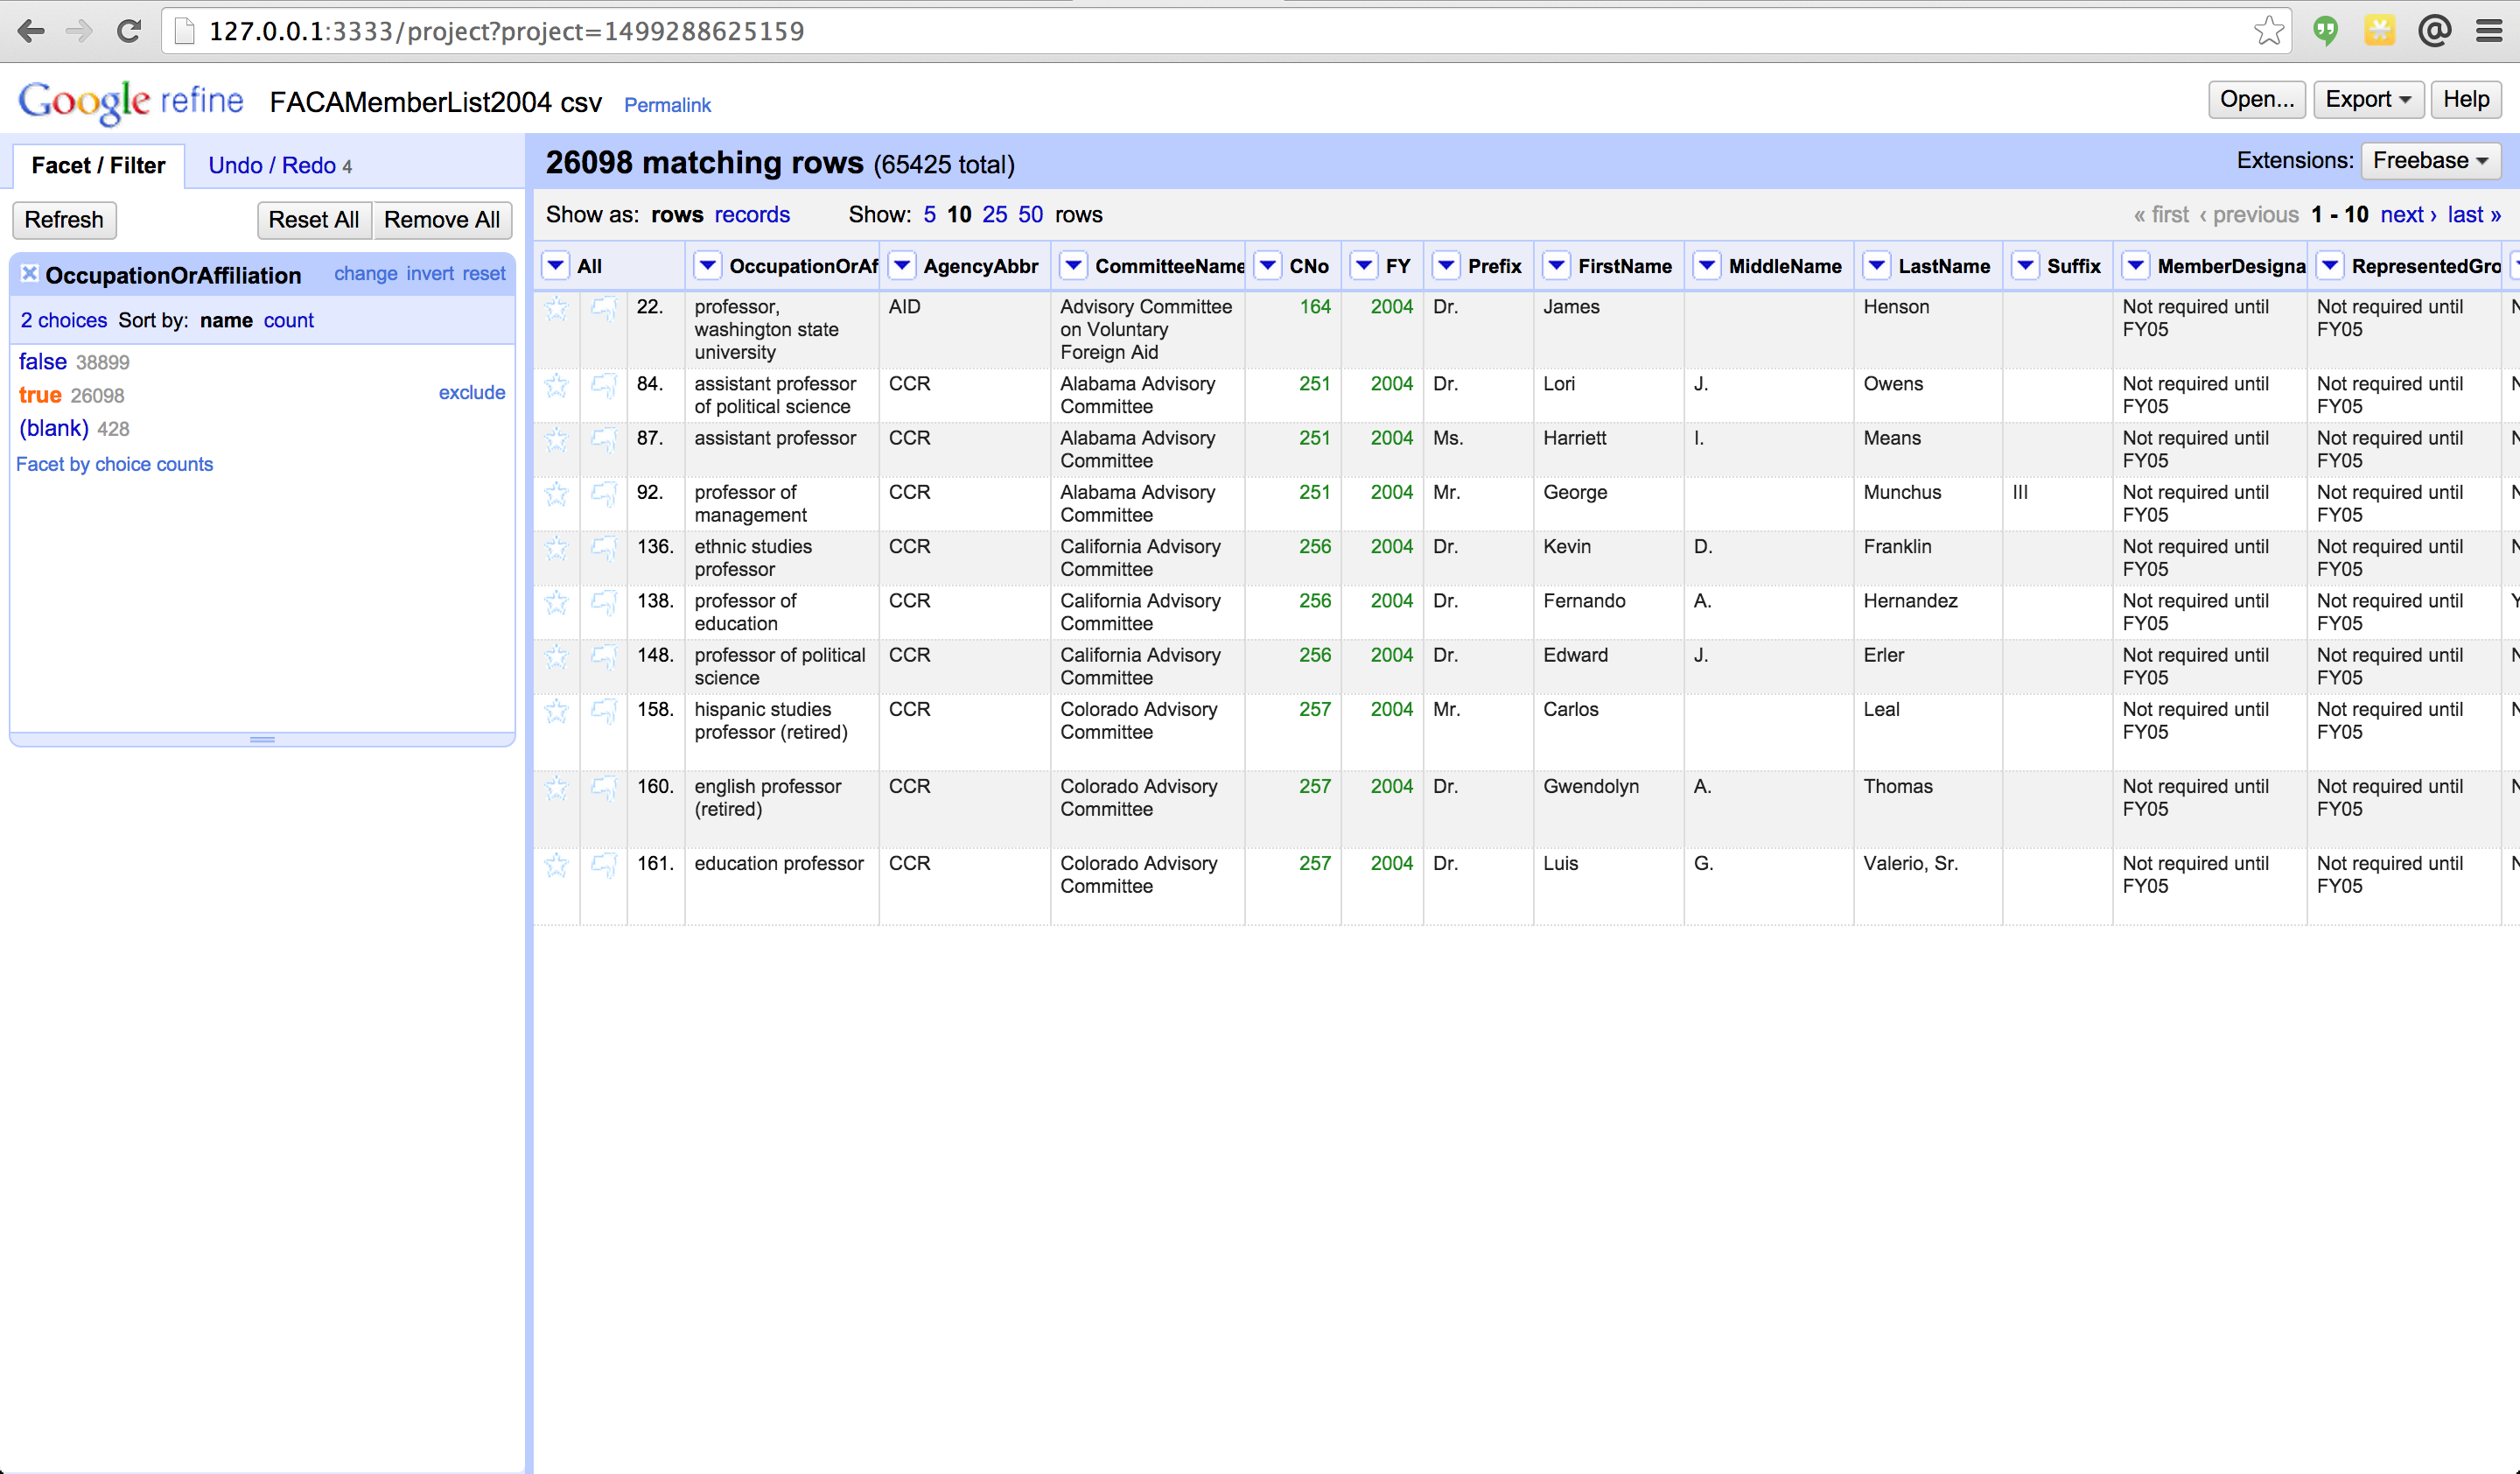 127.0.0.1:3333/project?project=1499288625159
Google refine FACAMemberList2004 csv Permalink
Open... Export Help
Facet / Filter Undo / Redo 4
26098 matching rows (65425 total)
Extensions: Freebase
Refresh Reset All Remove All
Show as: rows records Show: 5 10 25 50 rows
« first ‹ previous 1 - 10 next › last »
OccupationOrAffiliation change invert reset
2 choices Sort by: name count
false 38899
true 26098 exclude
(blank) 428
Facet by choice counts
All OccupationOrAf AgencyAbbr CommitteeName CNo FY Prefix FirstName MiddleName LastName Suffix MemberDesigna RepresentedGro
22. professor, AID Advisory Committee 164 2004 Dr. James Henson Not required until Not required until N
washington state on Voluntary FY05 FY05
university Foreign Aid
84. assistant professor CCR Alabama Advisory 251 2004 Dr. Lori J. Owens Not required until Not required until N
of political science Committee FY05 FY05
87. assistant professor CCR Alabama Advisory 251 2004 Ms. Harriett I. Means Not required until Not required until N
Committee FY05 FY05
92. professor of CCR Alabama Advisory 251 2004 Mr. George Munchus III Not required until Not required until N
management Committee FY05 FY05
136. ethnic studies CCR California Advisory 256 2004 Dr. Kevin D. Franklin Not required until Not required until N
professor Committee FY05 FY05
138. professor of CCR California Advisory 256 2004 Dr. Fernando A. Hernandez Not required until Not required until Y
education Committee FY05 FY05
148. professor of political CCR California Advisory 256 2004 Dr. Edward J. Erler Not required until Not required until N
science Committee FY05 FY05
158. hispanic studies CCR Colorado Advisory 257 2004 Mr. Carlos Leal Not required until Not required until N
professor (retired) Committee FY05 FY05
160. english professor CCR Colorado Advisory 257 2004 Dr. Gwendolyn A. Thomas Not required until Not required until N
(retired) Committee FY05 FY05
161. education professor CCR Colorado Advisory 257 2004 Dr. Luis G. Valerio, Sr. Not required until Not required until N
Committee FY05 FY05